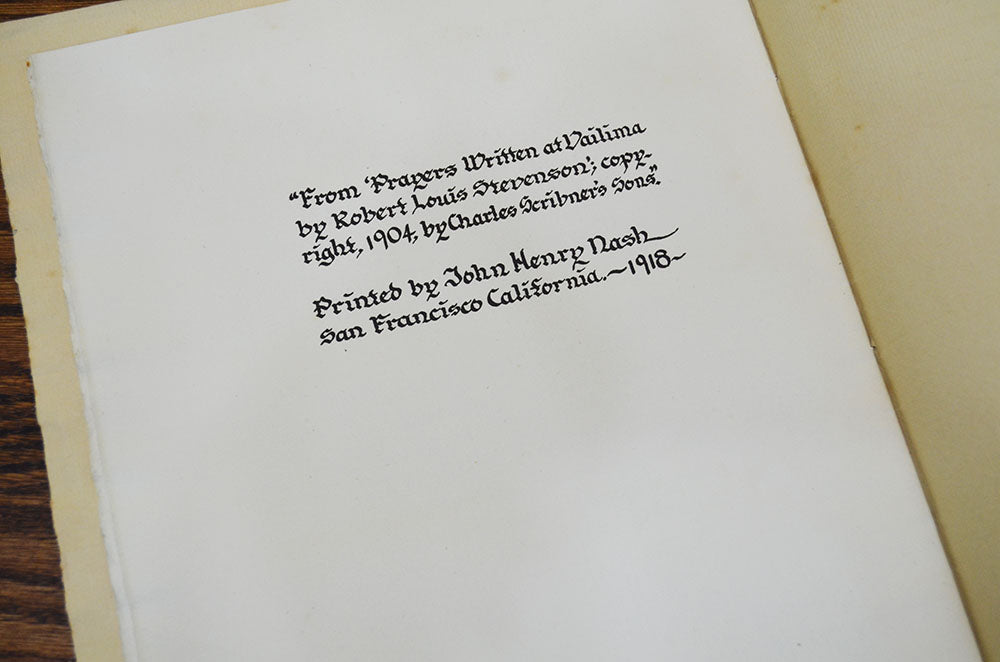 “From ‘Prayers Written at Vailima
by Robert Louis Stevenson’; copy-
right, 1904, by Charles Scribner's Sons”.
Printed by John Henry Nash
San Francisco California.~1918~